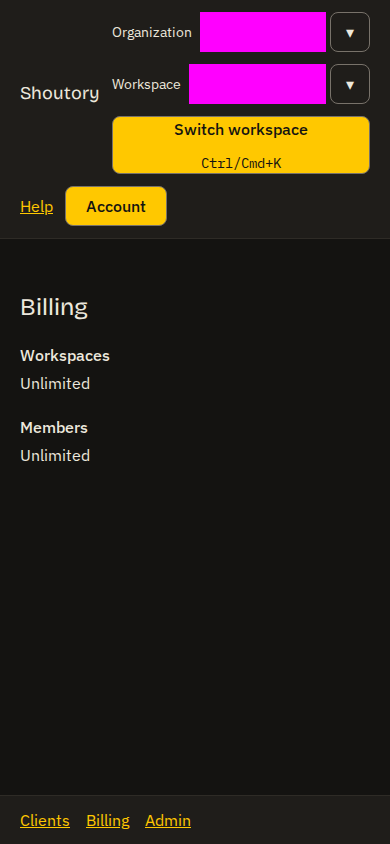 Organization
▼
Shoutory
Workspace
▼
Switch workspace
Ctrl/Cmd+K
Help
Account
Billing
Workspaces
Unlimited
Members
Unlimited
Clients Billing Admin